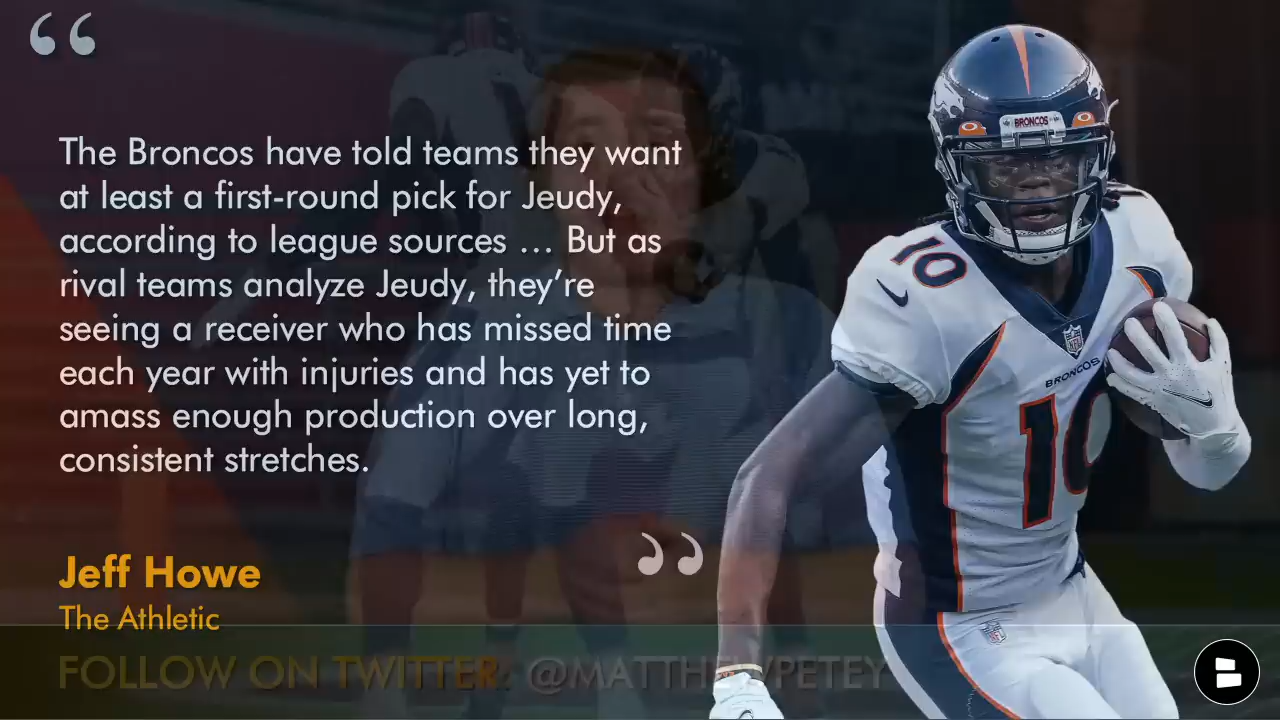 “
The Broncos have told teams they want
at least a first-round pick for Jeudy,
according to league sources … But as
rival teams analyze Jeudy, they’re
seeing a receiver who has missed time
each year with injuries and has yet to
amass enough production over long,
consistent stretches.
”
Jeff Howe
The Athletic
FOLLOW ON TWITTER: @MATTHEWPETEY
BRONCOS
10
BRONCOS
10
NFL